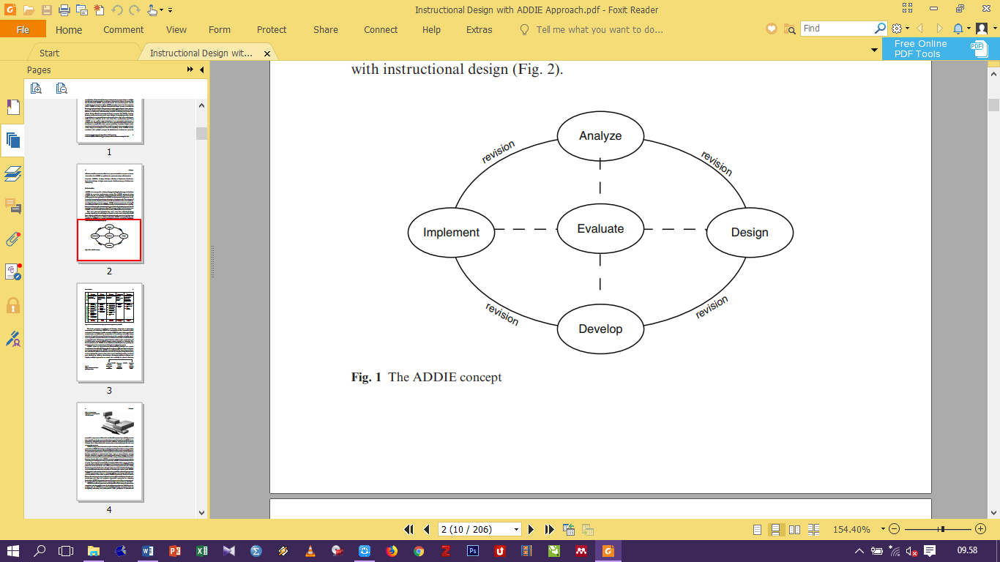 Instructional Design with ADDIE Approach.pdf - Foxit Reader
File Home Comment View Form Protect Share Connect Help Extras Tell me what you want to do... Find
Start Instructional Design wit... Free Online
PDF Tools
Pages
1
2
3
4
with instructional design (Fig. 2).
Analyze
revision revision
Implement Evaluate Design
revision revision
Develop
Fig. 1 The ADDIE concept
2 (10 / 206) 154.40%
09.58